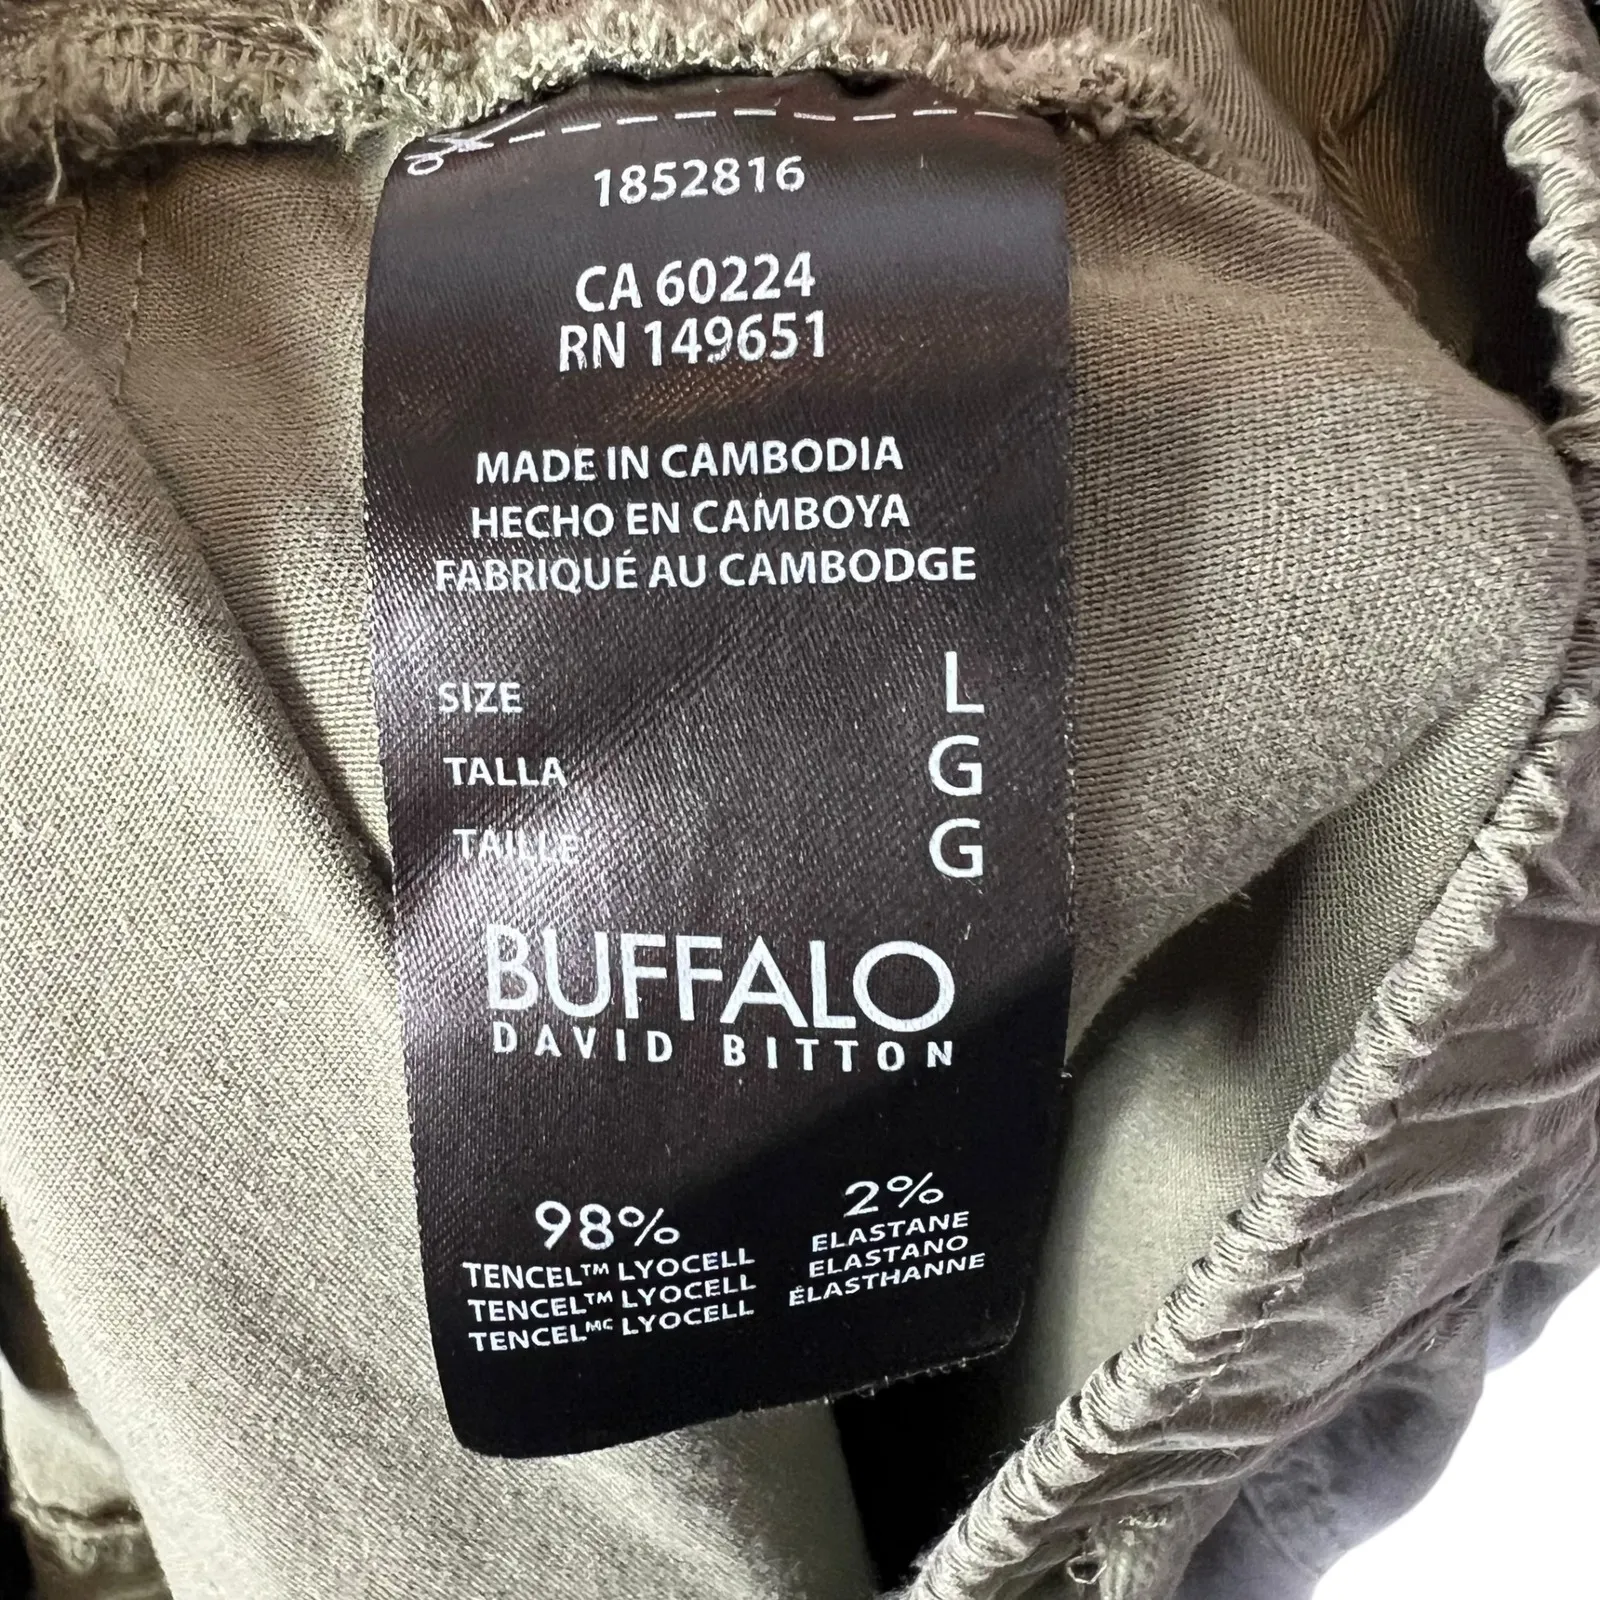 1852816
CA 60224
RN 149651
MADE IN CAMBODIA
HECHO EN CAMBOYA
FABRIQUÉ AU CAMBODGE
SIZE L
TALLA G
TAILLE G
BUFFALO
DAVID BITTON
98%
TENCEL™ LYOCELL
TENCEL™ LYOCELL
TENCELᴹᶜ LYOCELL
2%
ELASTANE
ELASTANO
ÉLASTHANNE